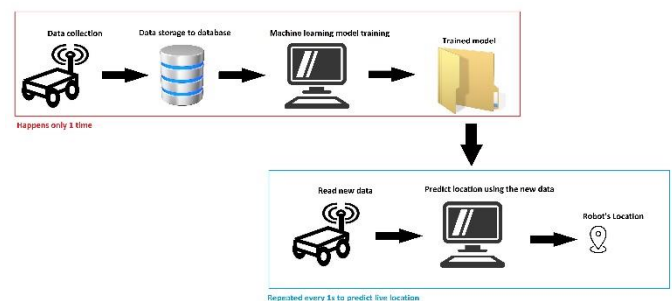 Data collection
Data storage to database
Machine learning model training
Trained model
Happens only 1 time
Read new data
Predict location using the new data
Robot's Location
Repeated every 1s to predict live location